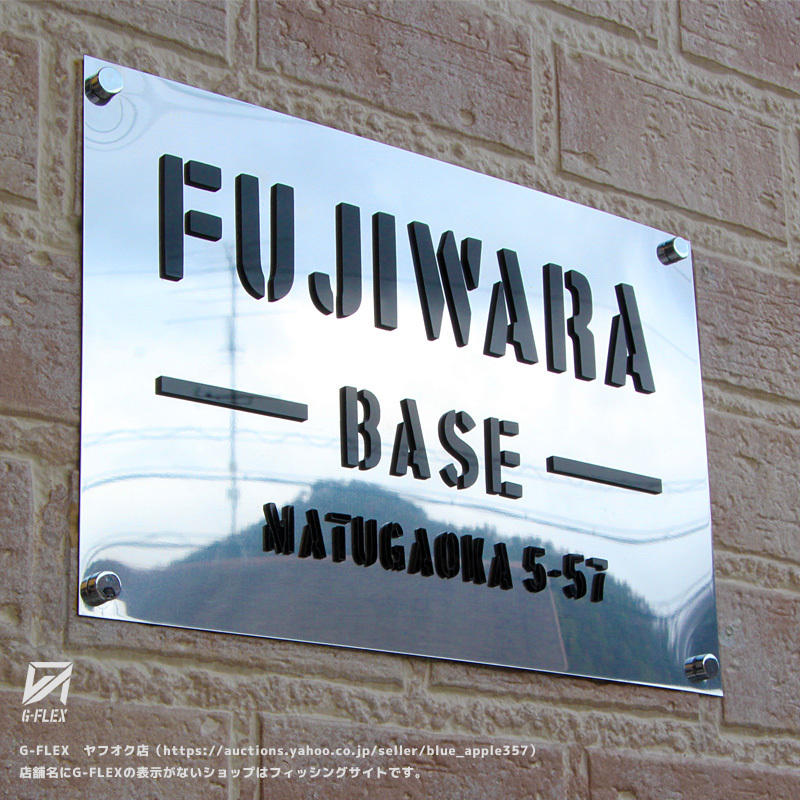 FUJIWARA
BASE
MATUGAOKA 5-57
G-FLEX
G-FLEX ヤフオク店（https://auctions.yahoo.co.jp/seller/blue_apple357）
店舗名にG-FLEXの表示がないショップはフィッシングサイトです。